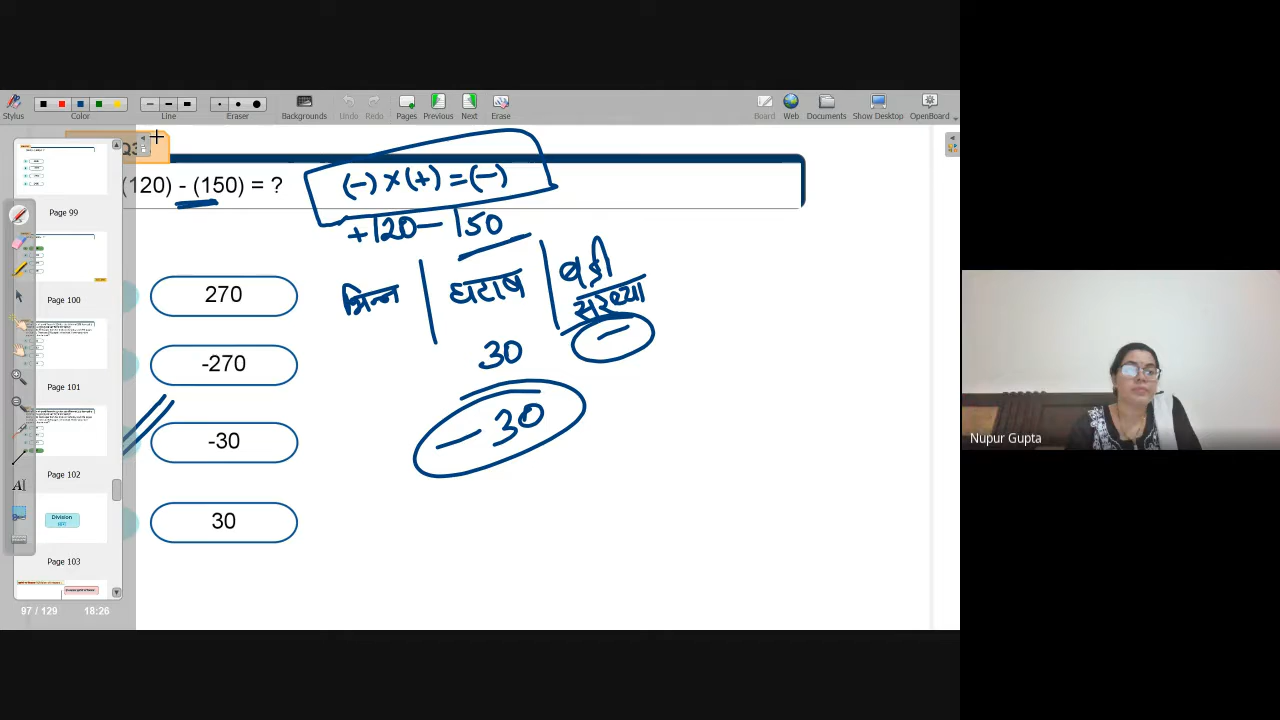 Stylus
Color
Line
Eraser
Backgrounds
Undo
Redo
Pages
Previous
Next
Erase
Board
Web
Documents
Show Desktop
OpenBoard
Q3
(120) - (150) = ?
(-) × (+) = (-)
+120 - 150
भिन्न | घटाव | बड़ी संख्या
30
-
- 30
270
-270
-30
30
Page 99
Page 100
Page 101
Page 102
Division
Page 103
97 / 129
18:26
Nupur Gupta